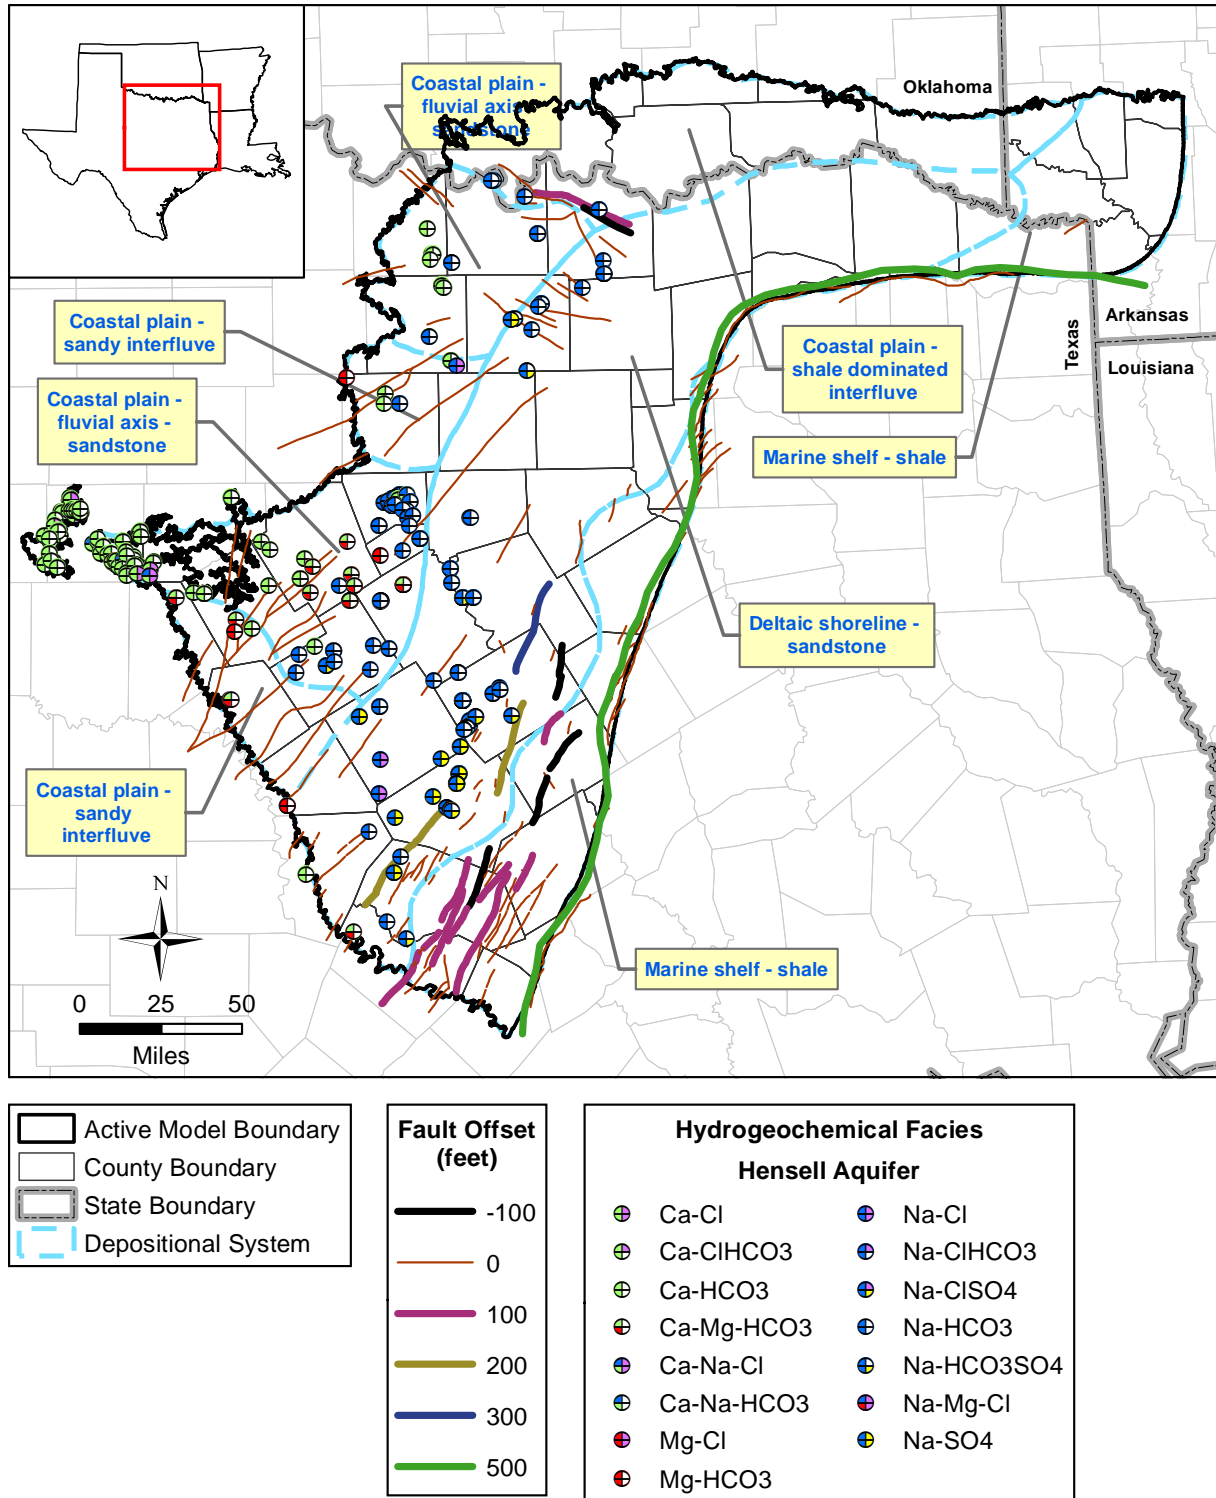 Coastal plain -
fluvial axis -
sandstone
Oklahoma
Coastal plain -
sandy interfluve
Coastal plain -
fluvial axis -
sandstone
Coastal plain -
shale dominated
interfluve
Texas
Arkansas
Louisiana
Marine shelf - shale
Deltaic shoreline -
sandstone
Coastal plain -
sandy
interfluve
Marine shelf - shale
N
0 25 50
Miles
Active Model Boundary
County Boundary
State Boundary
Depositional System
Fault Offset
(feet)
-100
0
100
200
300
500
Hydrogeochemical Facies
Hensell Aquifer
Ca-Cl
Ca-ClHCO3
Ca-HCO3
Ca-Mg-HCO3
Ca-Na-Cl
Ca-Na-HCO3
Mg-Cl
Mg-HCO3
Na-Cl
Na-ClHCO3
Na-ClSO4
Na-HCO3
Na-HCO3SO4
Na-Mg-Cl
Na-SO4